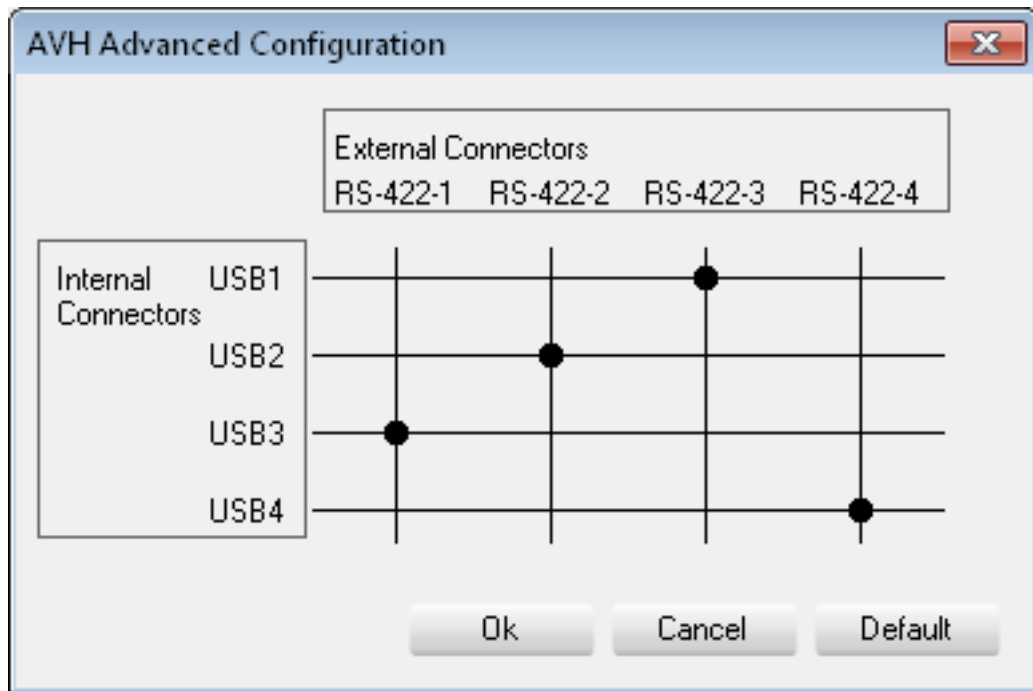 AVH Advanced Configuration
External Connectors
RS-422-1 RS-422-2 RS-422-3 RS-422-4
Internal USB1
Connectors
USB2
USB3
USB4
Ok Cancel Default